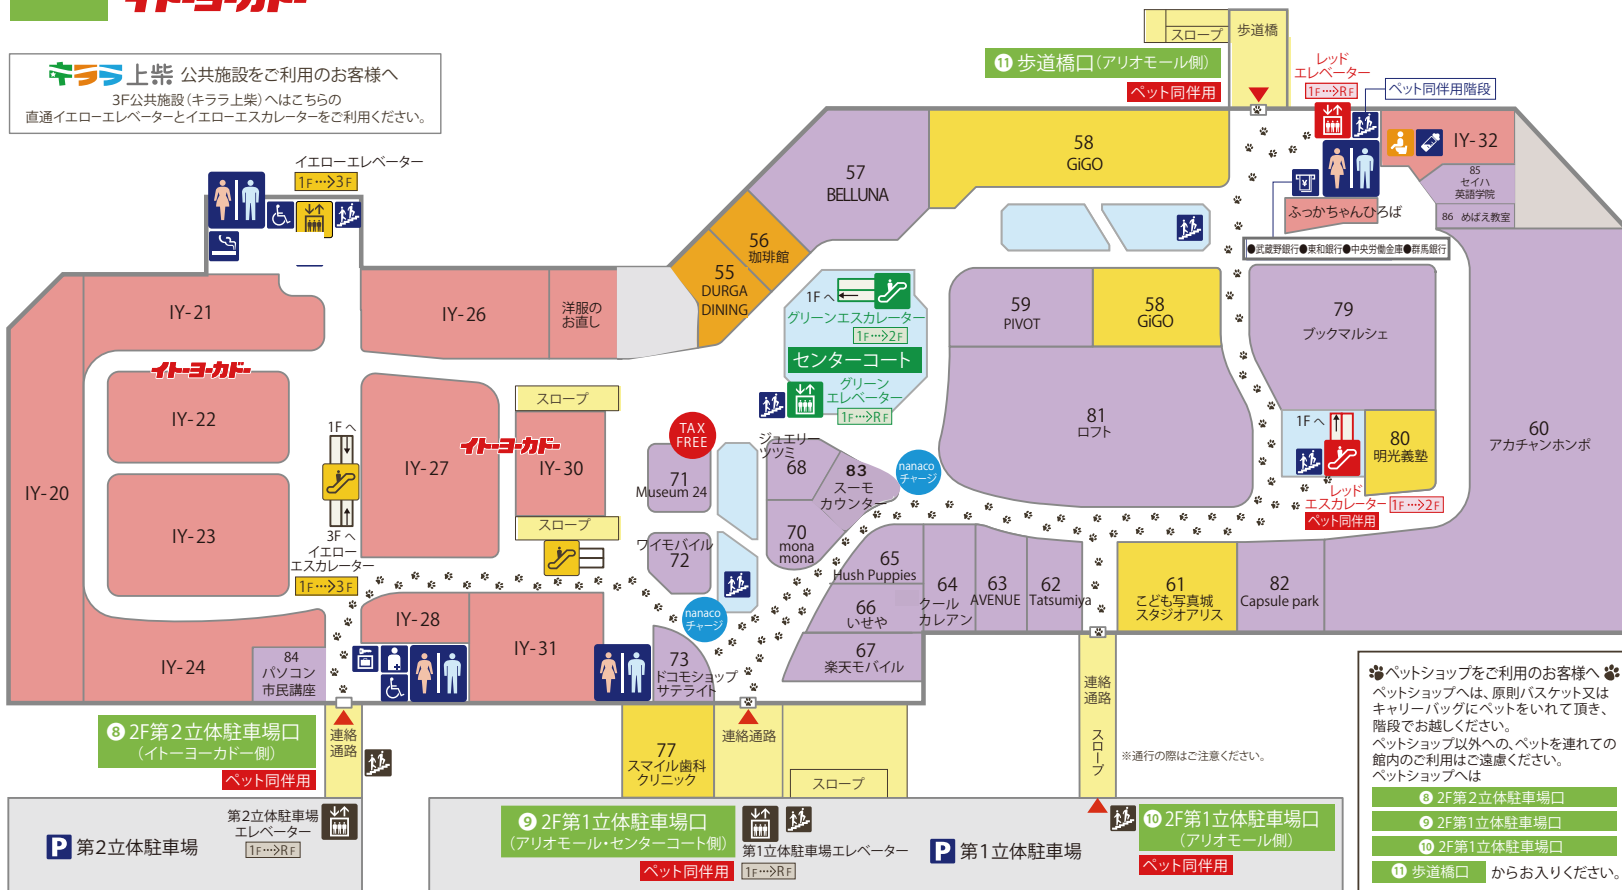 イトーヨーカドー
キララ上柴 公共施設をご利用のお客様へ
3F公共施設(キララ上柴)へはこちらの
直通イエローエレベーターとイエローエスカレーターをご利用ください。
スロープ
歩道橋
⓫ 歩道橋口(アリオモール側)
ペット同伴用
レッド
エレベーター
1F…>RF
ペット同伴用階段
イエローエレベーター
1F…>3F
57
BELLUNA
58
GiGO
IY-32
85
セイハ
英語学院
86 めばえ教室
ふっかちゃんひろば
●武蔵野銀行●東和銀行●中央労働金庫●群馬銀行
56
珈琲館
55
DURGA
DINING
IY-21
IY-26
洋服の
お直し
1Fへ
グリーンエスカレーター
1F…>2F
センターコート
グリーン
エレベーター
1F…>RF
59
PIVOT
58
GiGO
79
ブックマルシェ
イトーヨーカドー
IY-22
IY-23
IY-20
IY-27
1Fへ
3Fへ
イエロー
エスカレーター
1F…>3F
スロープ
イトーヨーカドー
IY-30
スロープ
TAX
FREE
71
Museum 24
ワイモバイル
72
nanaco
チャージ
ジュエリー
ツツミ
68
83
スーモ
カウンター
70
mona
mona
nanaco
チャージ
81
ロフト
1Fへ
80
明光義塾
レッド
エスカレーター
1F…>2F
ペット同伴用
60
アカチャンホンポ
65
Hush Puppies
66
いせや
67
楽天モバイル
64
クール
カレアン
63
AVENUE
62
Tatsumiya
61
こども写真城
スタジオアリス
82
Capsule park
IY-28
IY-31
IY-24
84
パソコン
市民講座
73
ドコモショップ
サテライト
77
スマイル歯科
クリニック
❽ 2F第2立体駐車場口
(イトーヨーカドー側)
ペット同伴用
連絡
通路
連絡通路
スロープ
連絡
通路
スロープ
※通行の際はご注意ください。
P 第2立体駐車場
第2立体駐車場
エレベーター
1F…>RF
❾ 2F第1立体駐車場口
(アリオモール・センターコート側)
ペット同伴用
第1立体駐車場エレベーター
1F…>RF
P 第1立体駐車場
❿ 2F第1立体駐車場口
(アリオモール側)
ペット同伴用
ペットショップをご利用のお客様へ
ペットショップへは、原則バスケット又は
キャリーバッグにペットをいれて頂き、
階段でお越しください。
ペットショップ以外への、ペットを連れての
館内のご利用はご遠慮ください。
ペットショップへは
❽ 2F第2立体駐車場口
❾ 2F第1立体駐車場口
❿ 2F第1立体駐車場口
⓫ 歩道橋口 からお入りください。